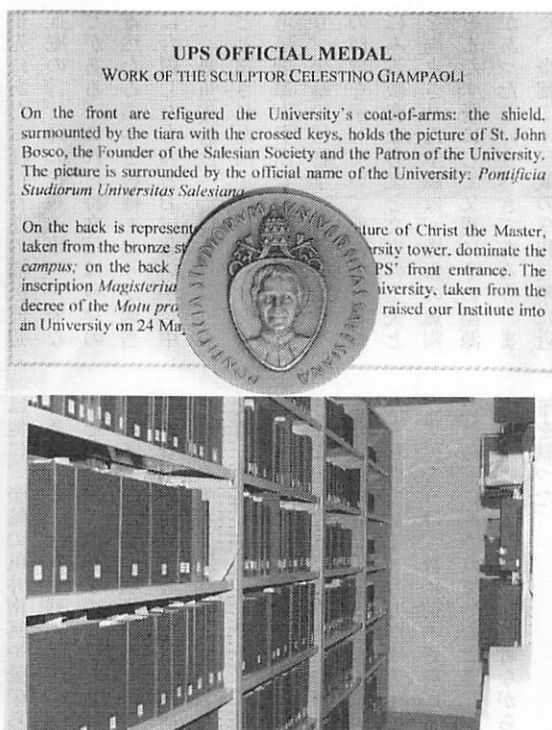 UPS OFFICIAL MEDAL
WORK OF THE SCULPTOR CELESTINO GIAMPAOLI
On the front are refigured the University's coat-of-arms: the shield,
surmounted by the tiara with the crossed keys, holds the picture of St. John
Bosco, the Founder of the Salesian Society and the Patron of the University.
The picture is surrounded by the official name of the University: Pontificia
Studiorum Universitas Salesiana
On the back is represent ture of Christ the Master,
taken from the bronze st rsity tower, dominate the
campus; on the back PS' front entrance. The
inscription Magisteriu iversity, taken from the
decree of the Motu pro raised our Institute into
an University on 24 Ma
PONTIFICIA STUDIORUM UNIVERSITAS SALESIANA